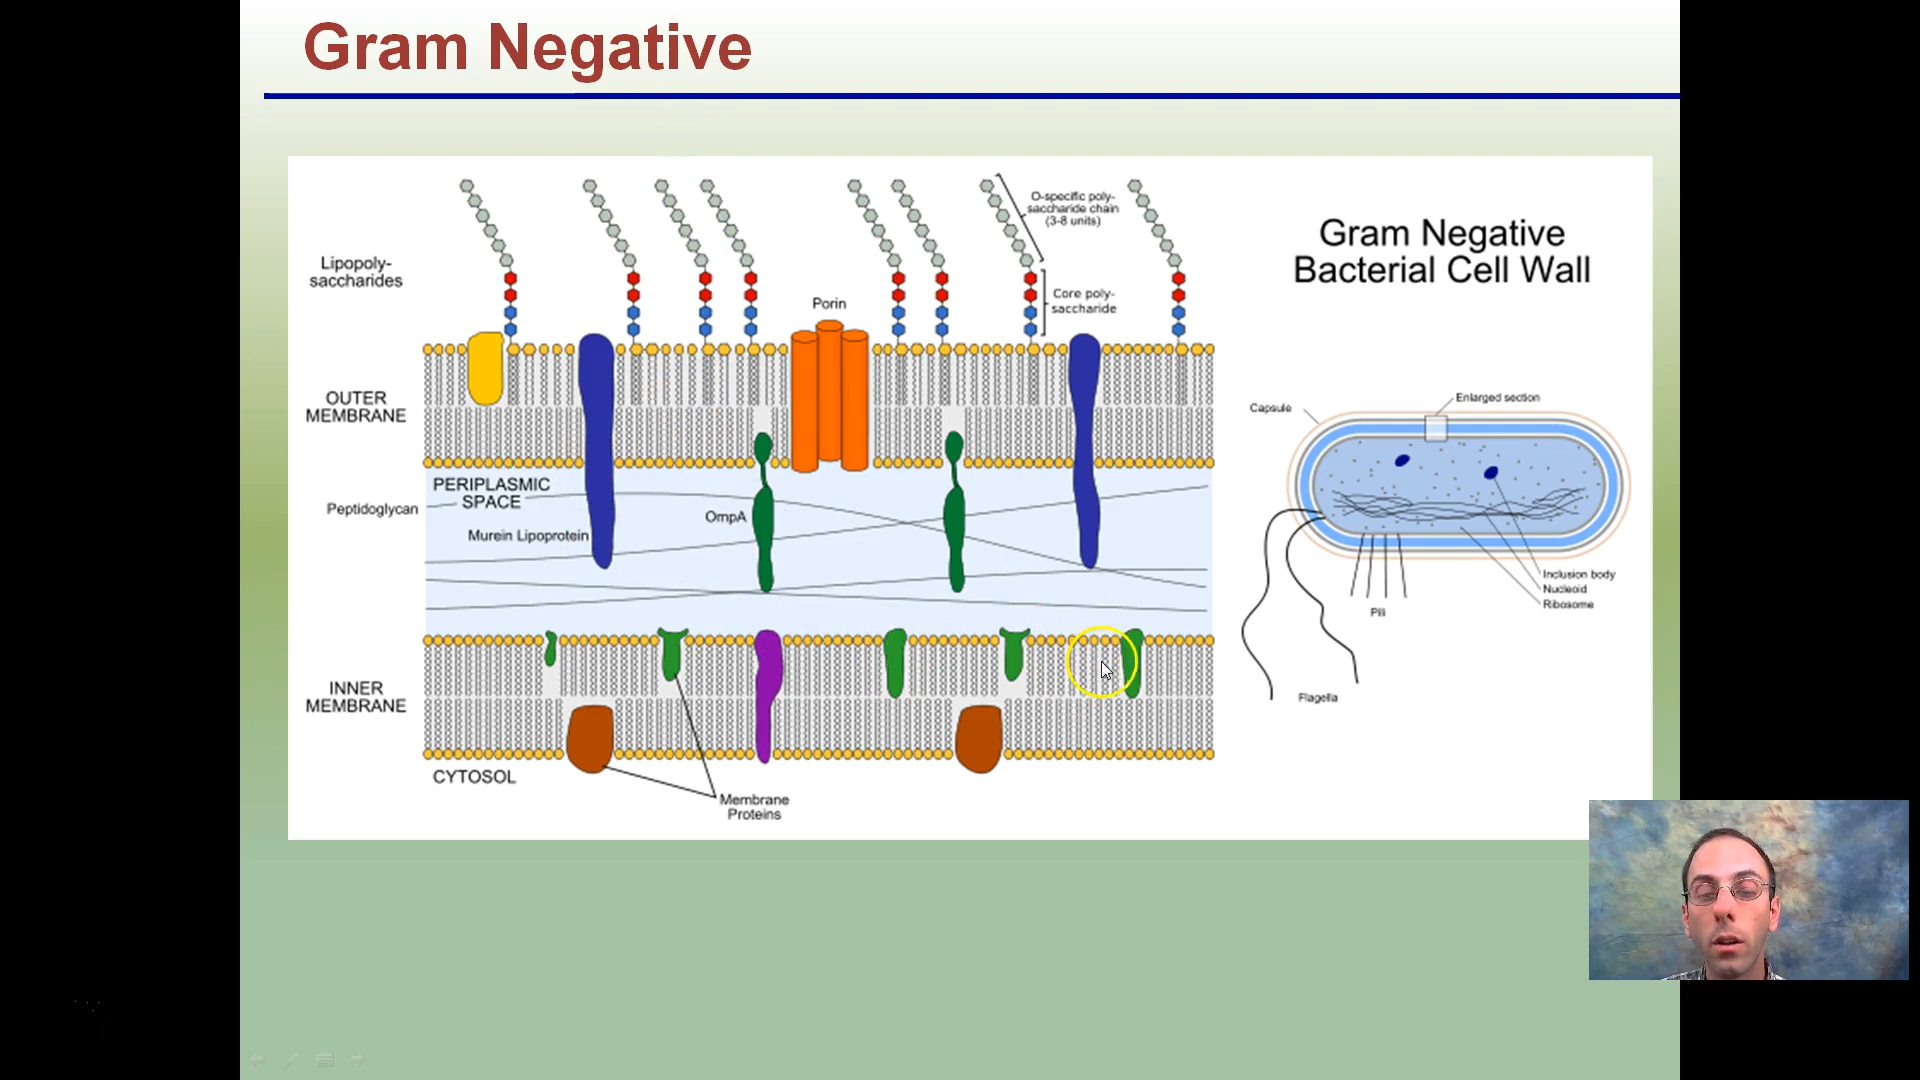 Gram Negative
Lipopoly-
saccharides
O-specific poly-
saccharide chain
(3-8 units)
Core poly-
saccharide
Porin
Gram Negative
Bacterial Cell Wall
OUTER
MEMBRANE
Capsule
Enlarged section
PERIPLASMIC
SPACE
Peptidoglycan
OmpA
Murein Lipoprotein
Inclusion body
Nucleoid
Ribosome
Pili
INNER
MEMBRANE
Flagella
CYTOSOL
Membrane
Proteins